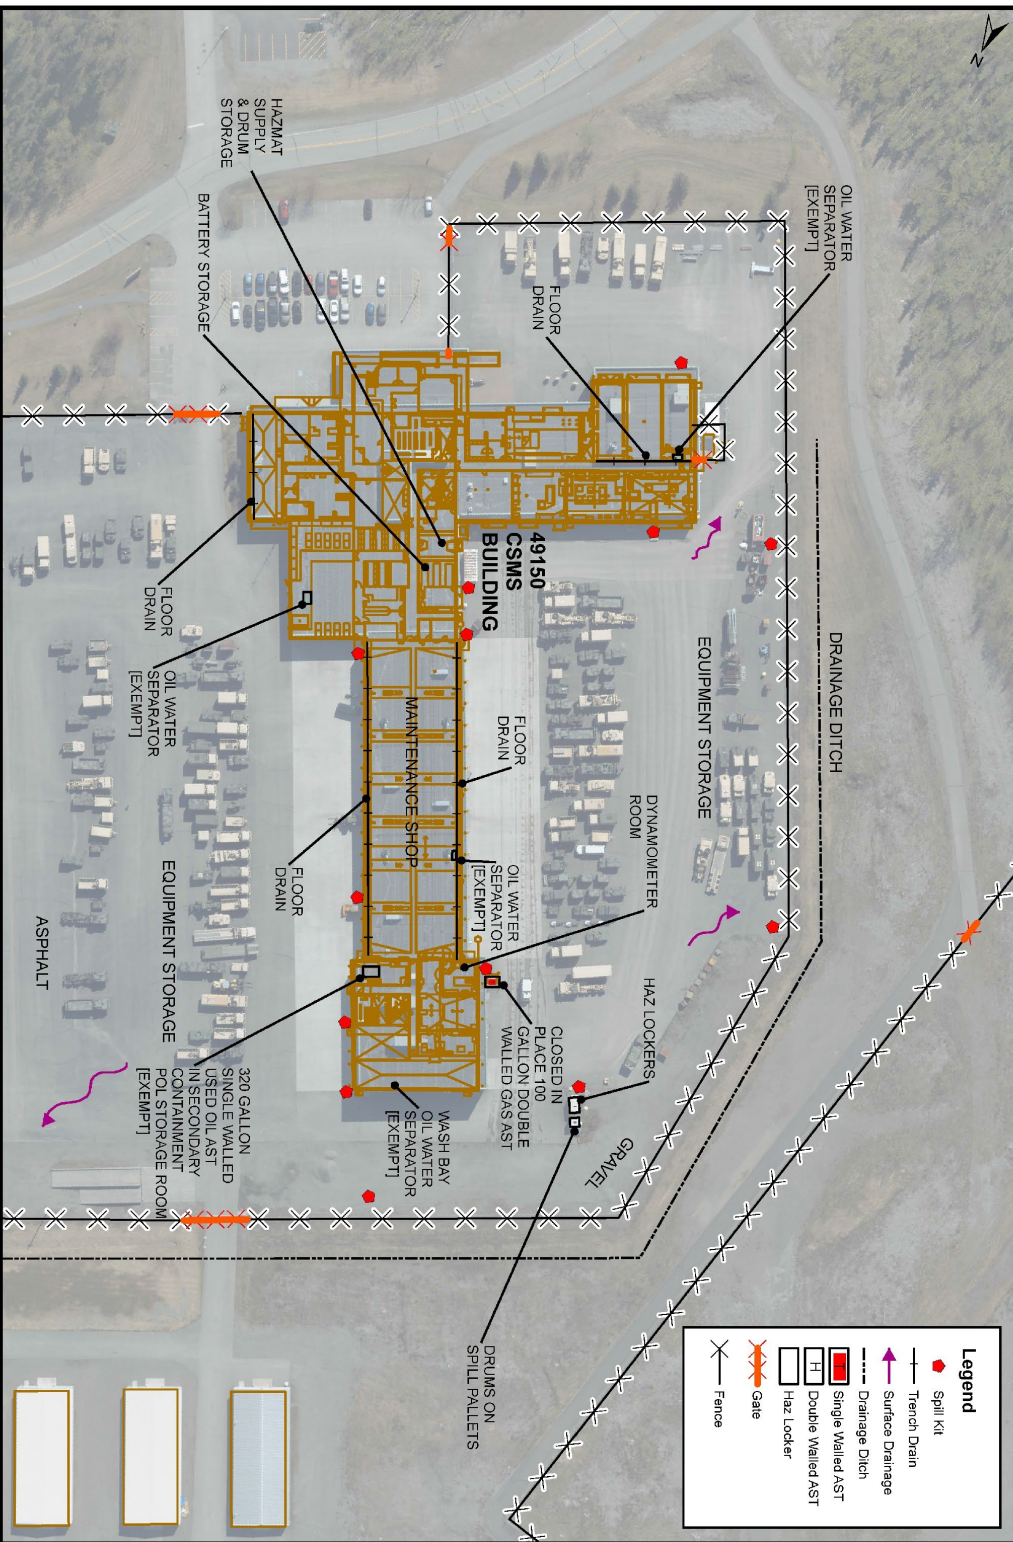 N
HAZMAT
SUPPLY
& DRUM
STORAGE
BATTERY STORAGE
OIL WATER
SEPARATOR
[EXEMPT]
FLOOR
DRAIN
49150
CSMS
BUILDING
FLOOR
DRAIN
OIL WATER
SEPARATOR
[EXEMPT]
DRAINAGE DITCH
EQUIPMENT STORAGE
MAINTENANCE SHOP
FLOOR
DRAIN
DYNAMOMETER
ROOM
OIL WATER
SEPARATOR
[EXEMPT]
FLOOR
DRAIN
EQUIPMENT STORAGE
ASPHALT
HAZ LOCKERS
CLOSED IN
PLACE 100
GALLON DOUBLE
WALLED GAS AST
320 GALLON
SINGLE WALLED
USED OIL AST
IN SECONDARY
CONTAINMENT
POL STORAGE ROOM
[EXEMPT]
WASH BAY
OIL WATER
SEPARATOR
[EXEMPT]
GRAVEL
DRUMS ON
SPILL PALLETS
Legend
Spill Kit
Trench Drain
Surface Drainage
Drainage Ditch
T Single Walled AST
H Double Walled AST
Haz Locker
Gate
Fence